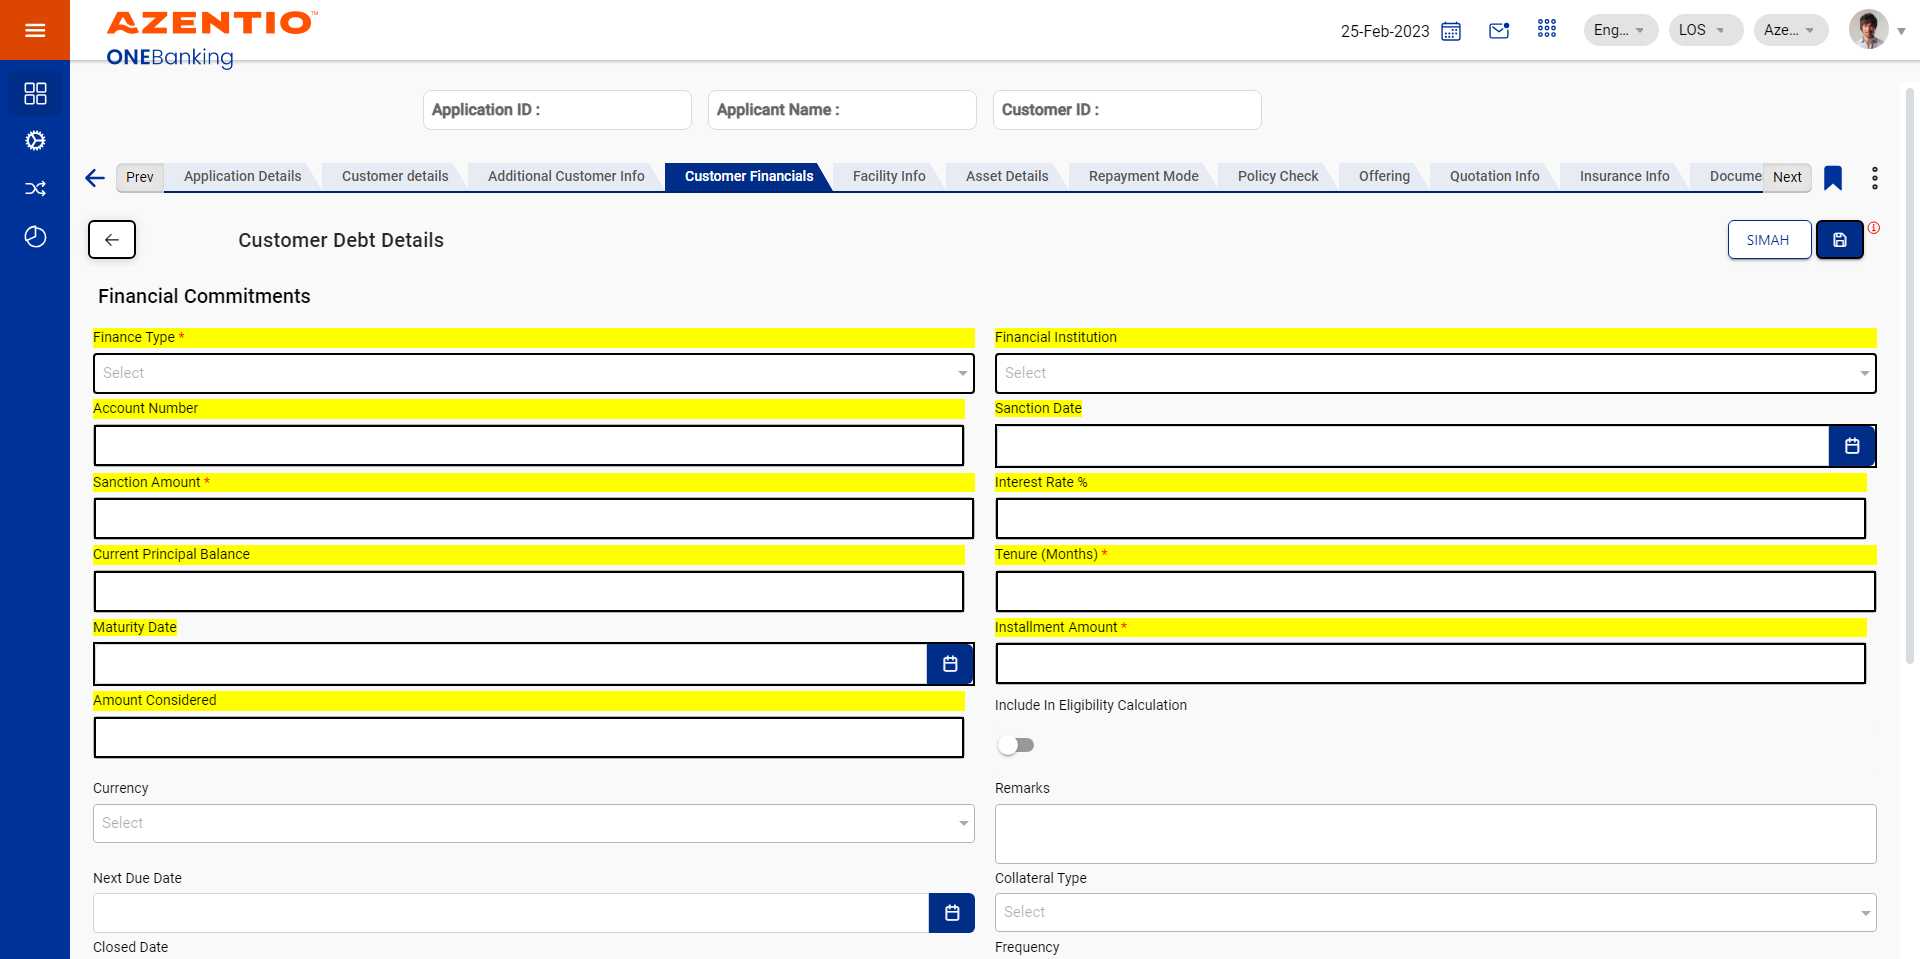 AZENTIO™
ONEBanking
25-Feb-2023
Eng...
LOS
Aze...
Application ID :
Applicant Name :
Customer ID :
Prev
Application Details
Customer details
Additional Customer Info
Customer Financials
Facility Info
Asset Details
Repayment Mode
Policy Check
Offering
Quotation Info
Insurance Info
Docume
Next
Customer Debt Details
SIMAH
Financial Commitments
Finance Type *
Financial Institution
Select
Select
Account Number
Sanction Date
Sanction Amount *
Interest Rate %
Current Principal Balance
Tenure (Months) *
Maturity Date
Installment Amount *
Amount Considered
Include In Eligibility Calculation
Currency
Remarks
Select
Next Due Date
Collateral Type
Select
Closed Date
Frequency